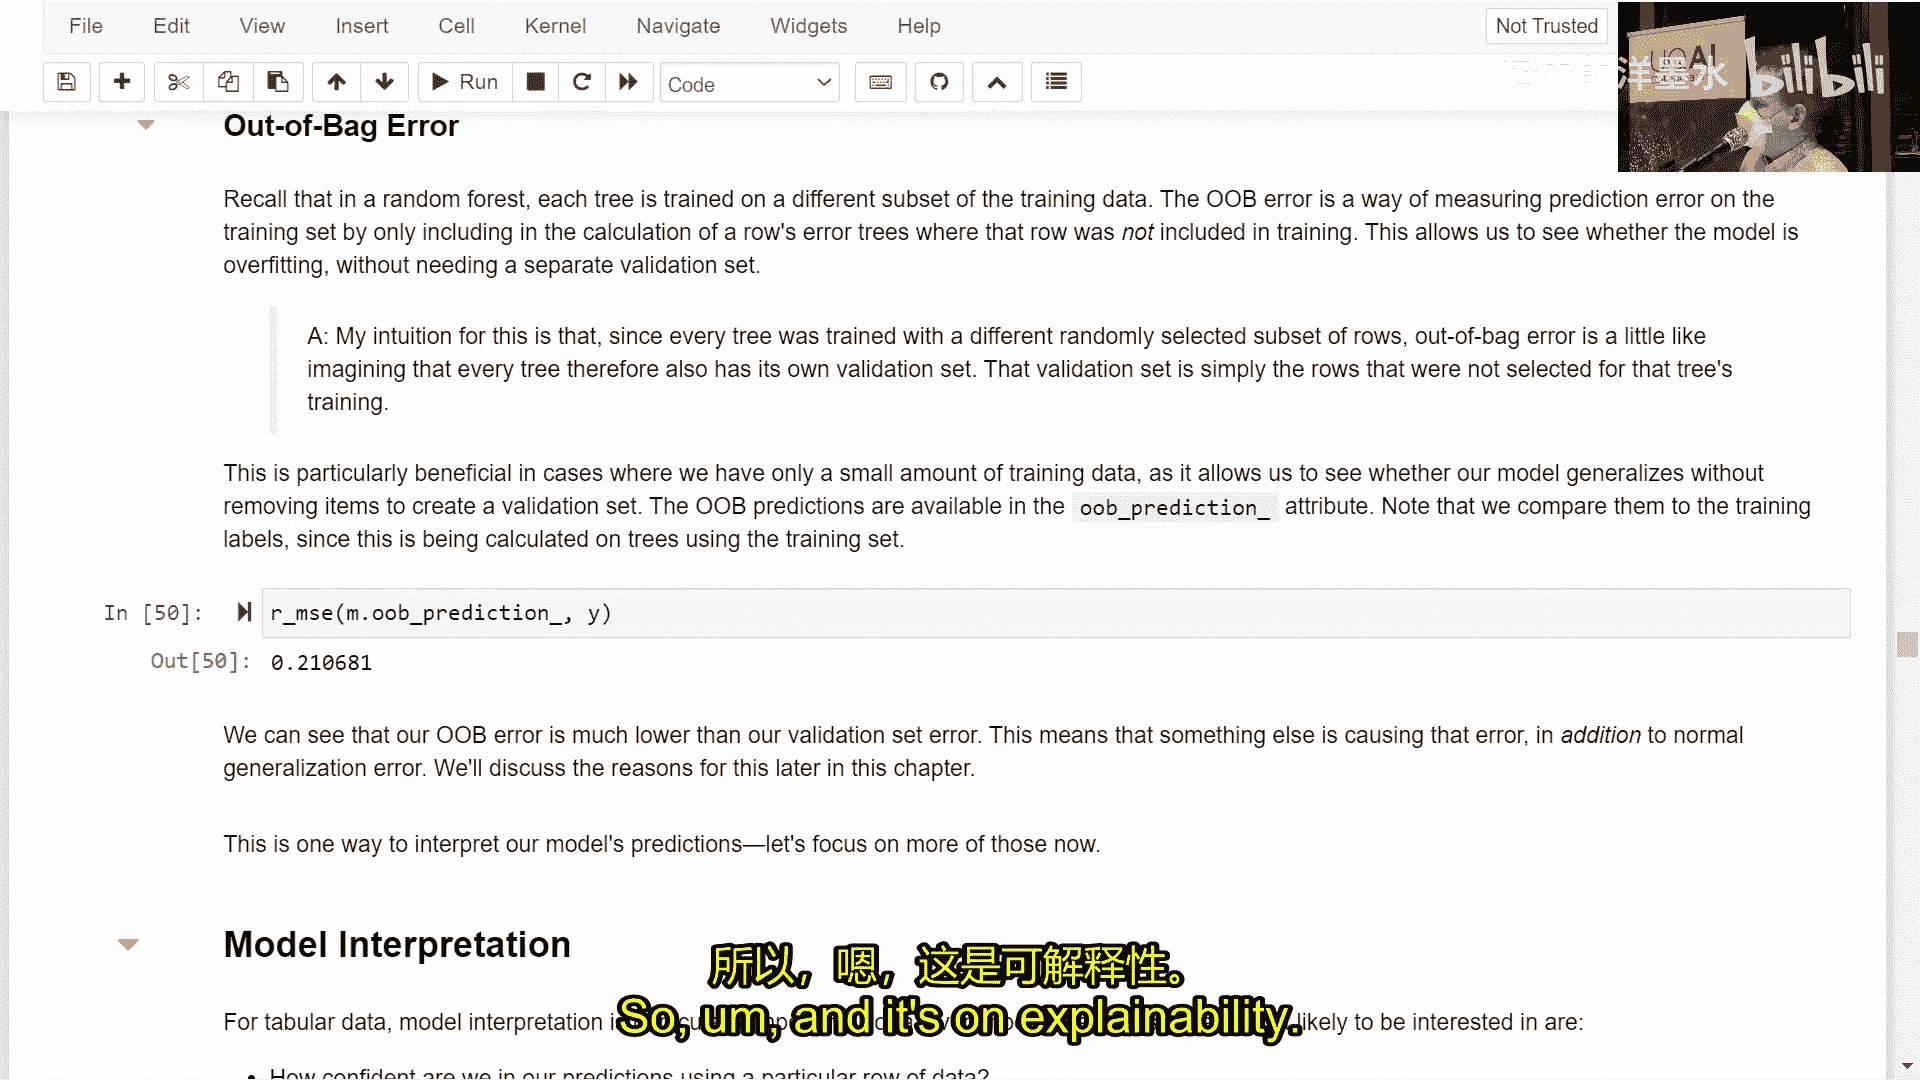 File Edit View Insert Cell Kernel Navigate Widgets Help Not Trusted
Run Code
洋墨水 bilibili
Out-of-Bag Error
Recall that in a random forest, each tree is trained on a different subset of the training data. The OOB error is a way of measuring prediction error on the
training set by only including in the calculation of a row's error trees where that row was not included in training. This allows us to see whether the model is
overfitting, without needing a separate validation set.
A: My intuition for this is that, since every tree was trained with a different randomly selected subset of rows, out-of-bag error is a little like
imagining that every tree therefore also has its own validation set. That validation set is simply the rows that were not selected for that tree's
training.
This is particularly beneficial in cases where we have only a small amount of training data, as it allows us to see whether our model generalizes without
removing items to create a validation set. The OOB predictions are available in the oob_prediction_ attribute. Note that we compare them to the training
labels, since this is being calculated on trees using the training set.
In [50]: r_mse(m.oob_prediction_, y)
Out[50]: 0.210681
We can see that our OOB error is much lower than our validation set error. This means that something else is causing that error, in addition to normal
generalization error. We'll discuss the reasons for this later in this chapter.
This is one way to interpret our model's predictions—let's focus on more of those now.
Model Interpretation
所以，嗯，这是可解释性。
So, um, and it's on explainability.
For tabular data, model interpretation likely to be interested in are:
How confident are we in our predictions using a particular row of data?